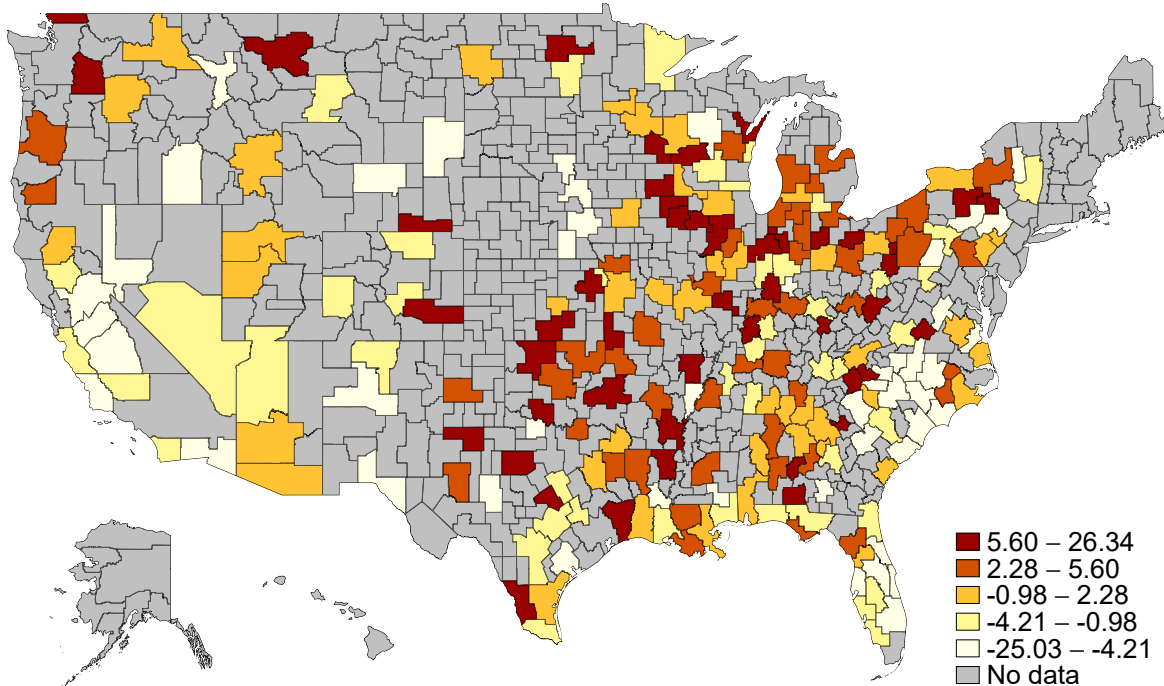 5.60 – 26.34
2.28 – 5.60
-0.98 – 2.28
-4.21 – -0.98
-25.03 – -4.21
No data